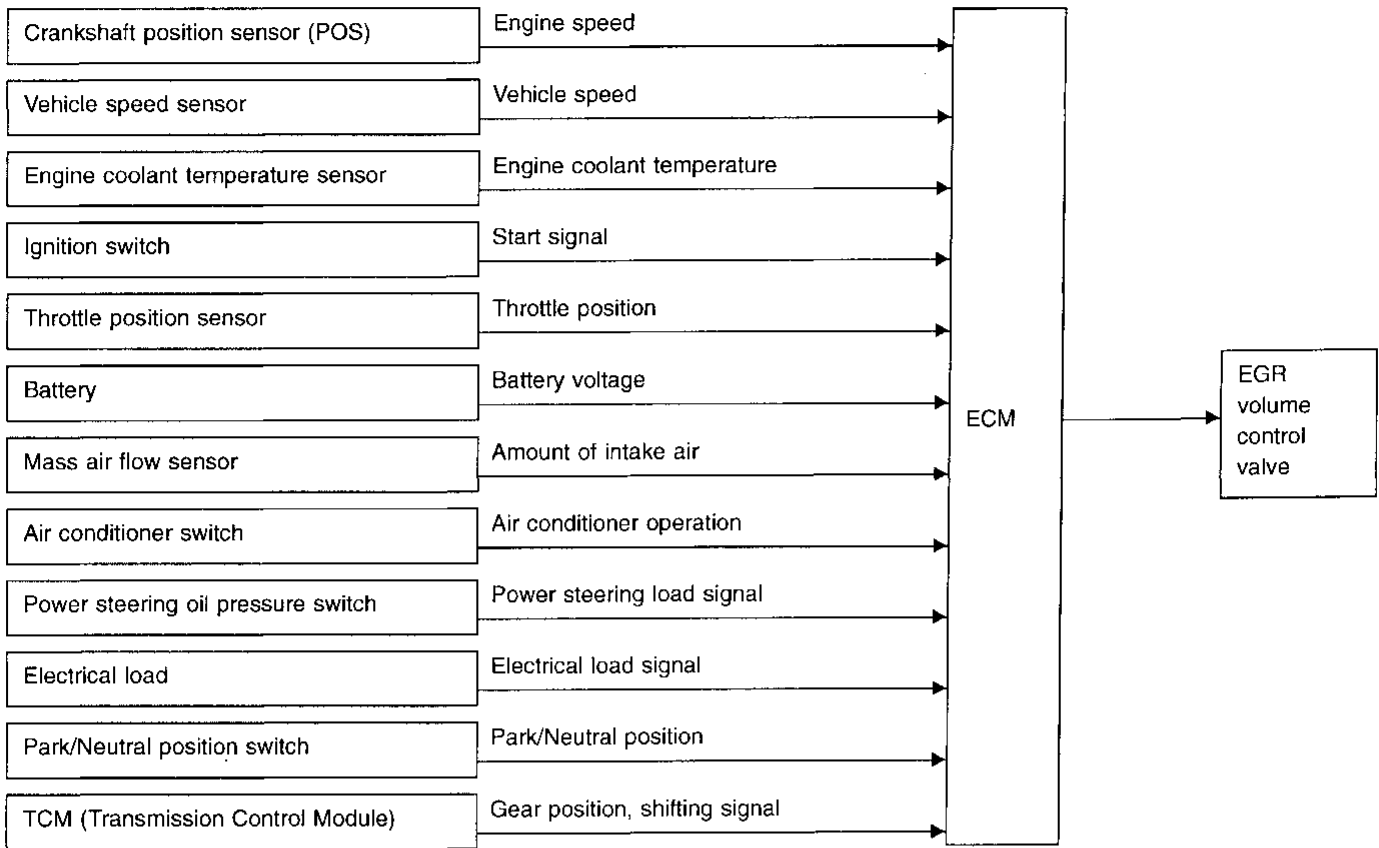 Crankshaft position sensor (POS)
Engine speed
Vehicle speed sensor
Vehicle speed
Engine coolant temperature sensor
Engine coolant temperature
Ignition switch
Start signal
Throttle position sensor
Throttle position
Battery
Battery voltage
Mass air flow sensor
Amount of intake air
Air conditioner switch
Air conditioner operation
Power steering oil pressure switch
Power steering load signal
Electrical load
Electrical load signal
Park/Neutral position switch
Park/Neutral position
TCM (Transmission Control Module)
Gear position, shifting signal
ECM
EGR
volume
control
valve